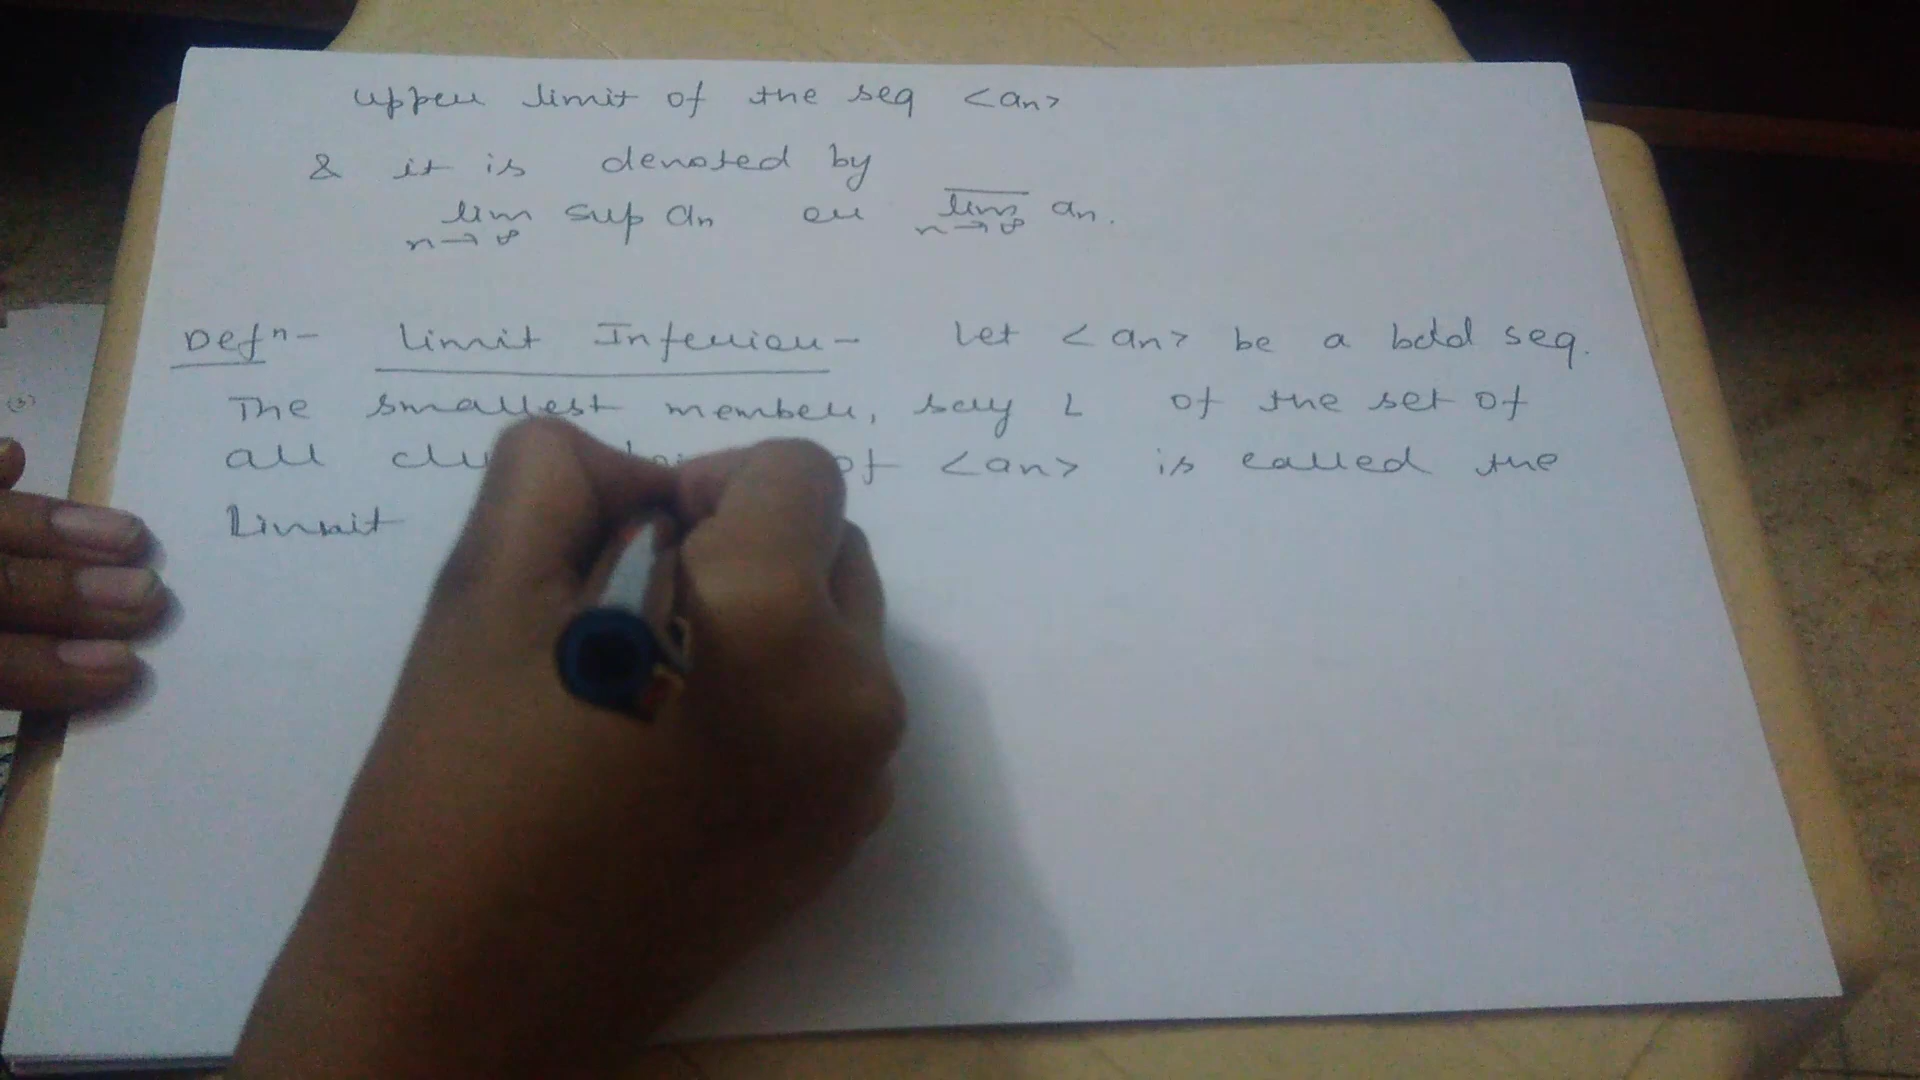 upper limit of the seq <an>
& it is denoted by
lim n→∞ sup an or lim n→∞ an.
Defn- Limit Inferior- Let <an> be a bdd seq.
The smallest member, say L of the set of
all of <an> is called the
Limit